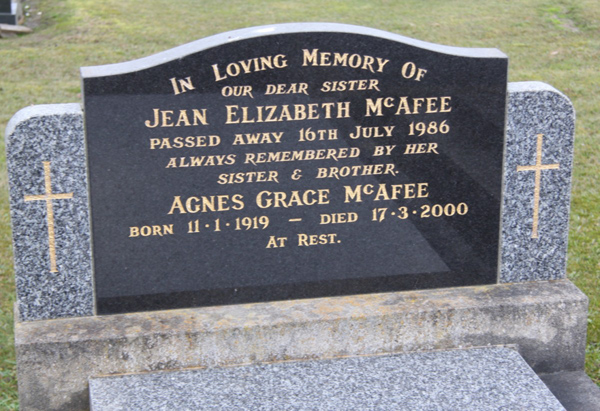 In Loving Memory Of
OUR DEAR SISTER
JEAN ELIZABETH McAFEE
PASSED AWAY 16TH JULY 1986
ALWAYS REMEMBERED BY HER
SISTER & BROTHER.
AGNES GRACE McAFEE
BORN 11·1·1919 – DIED 17·3·2000
AT REST.